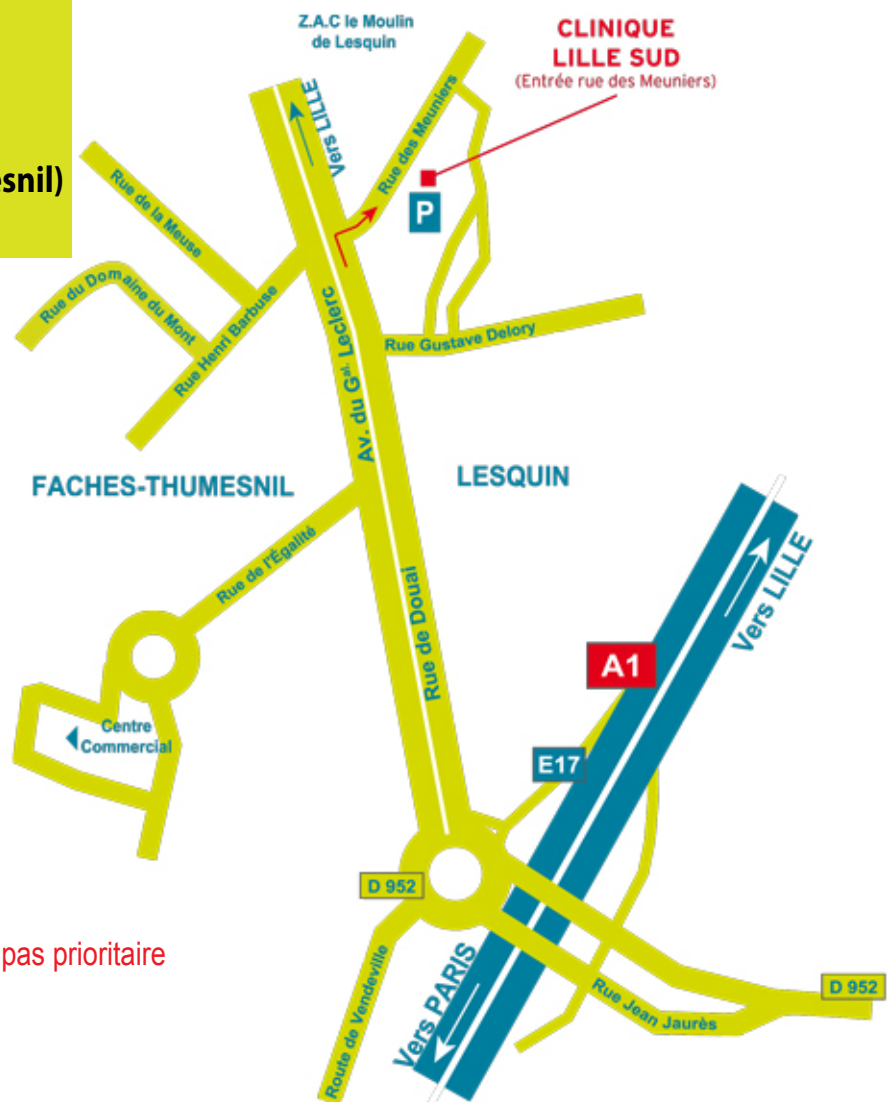 Z.A.C le Moulin
de Lesquin
CLINIQUE
LILLE SUD
(Entrée rue des Meuniers)
esnil)
Vers LILLE
Rue des Meuniers
P
Rue de la Meuse
Rue du Domaine du Mont
Rue Henri Barbuse
Av. du Gal. Leclerc
Rue Gustave Delory
FACHES-THUMESNIL
LESQUIN
Rue de l'Égalité
Rue de Douai
Vers LILLE
A1
Centre
Commercial
E17
D 952
pas prioritaire
Route de Vendeville
Vers PARIS
Rue Jean Jaurès
D 952